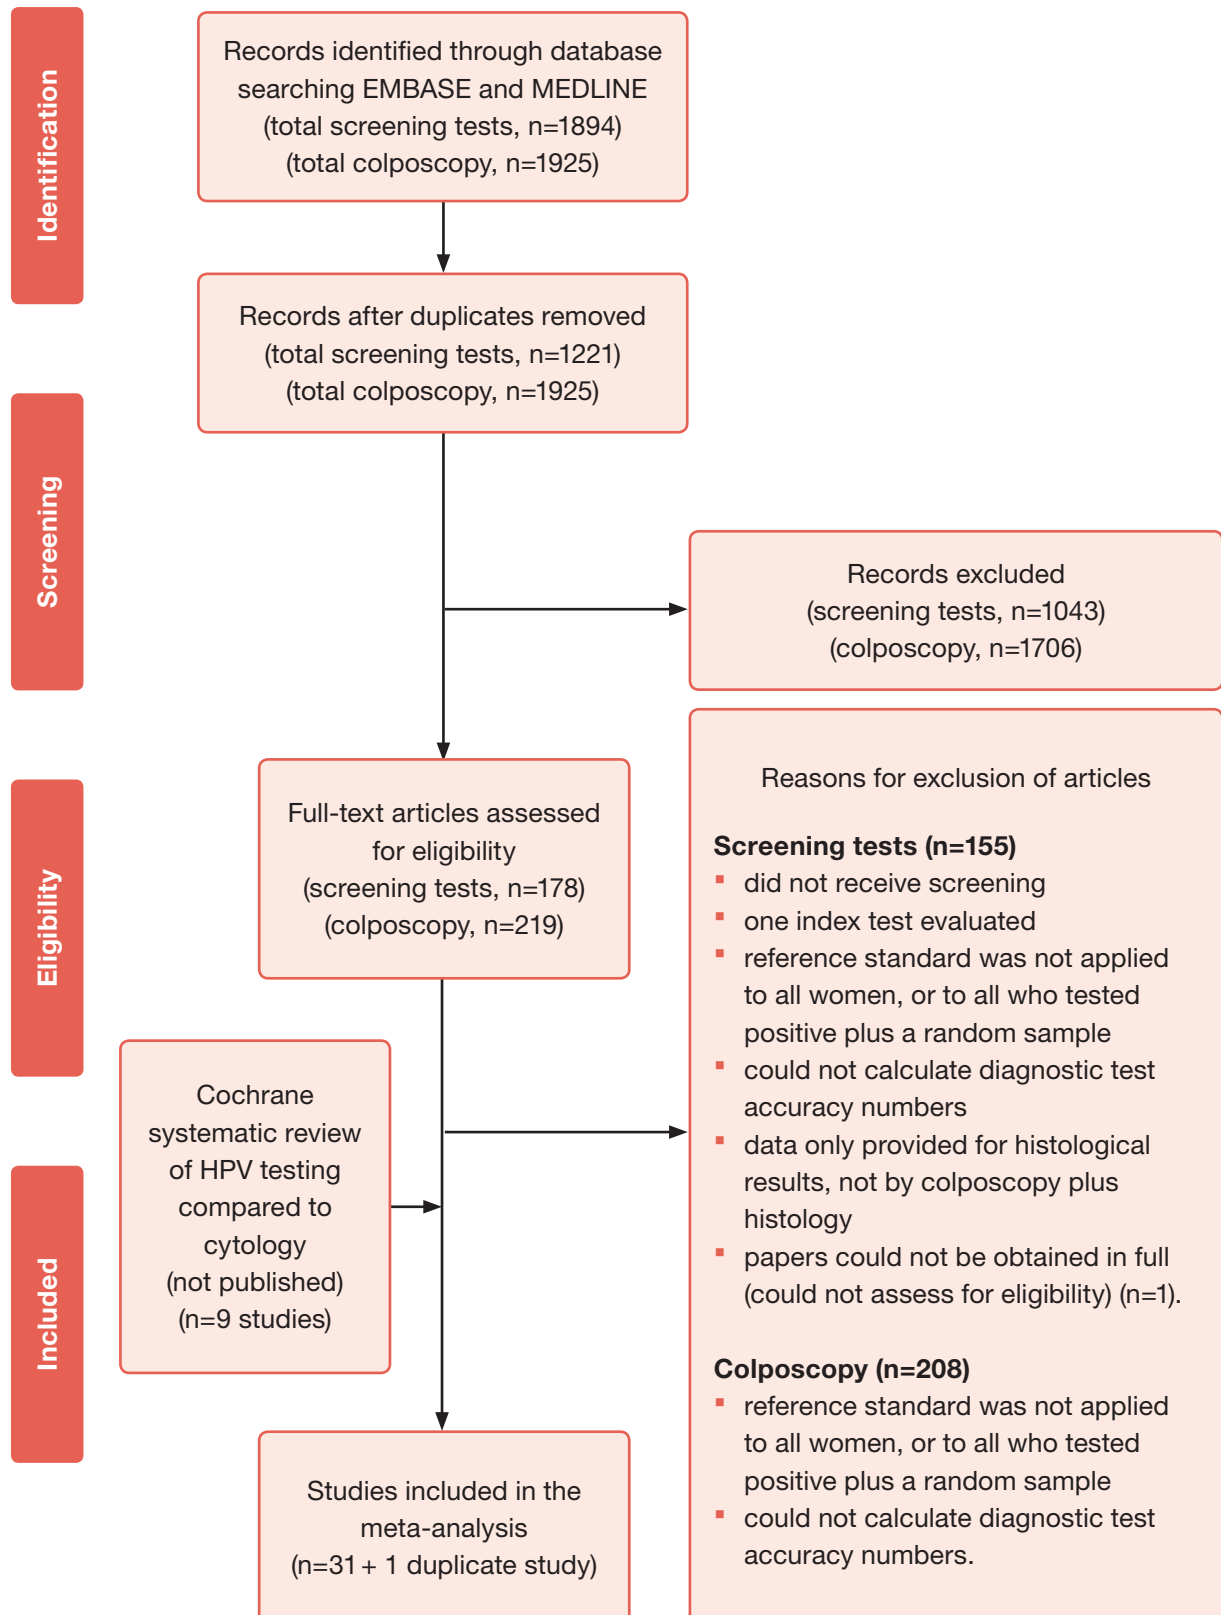 Identification
Records identified through database
searching EMBASE and MEDLINE
(total screening tests, n=1894)
(total colposcopy, n=1925)
Records after duplicates removed
(total screening tests, n=1221)
(total colposcopy, n=1925)
Screening
Records excluded
(screening tests, n=1043)
(colposcopy, n=1706)
Eligibility
Full-text articles assessed
for eligibility
(screening tests, n=178)
(colposcopy, n=219)
Reasons for exclusion of articles
Screening tests (n=155)
▪ did not receive screening
▪ one index test evaluated
▪ reference standard was not applied
to all women, or to all who tested
positive plus a random sample
▪ could not calculate diagnostic test
accuracy numbers
▪ data only provided for histological
results, not by colposcopy plus
histology
▪ papers could not be obtained in full
(could not assess for eligibility) (n=1).
Colposcopy (n=208)
▪ reference standard was not applied
to all women, or to all who tested
positive plus a random sample
▪ could not calculate diagnostic test
accuracy numbers.
Cochrane
systematic review
of HPV testing
compared to
cytology
(not published)
(n=9 studies)
Included
Studies included in the
meta-analysis
(n=31 + 1 duplicate study)